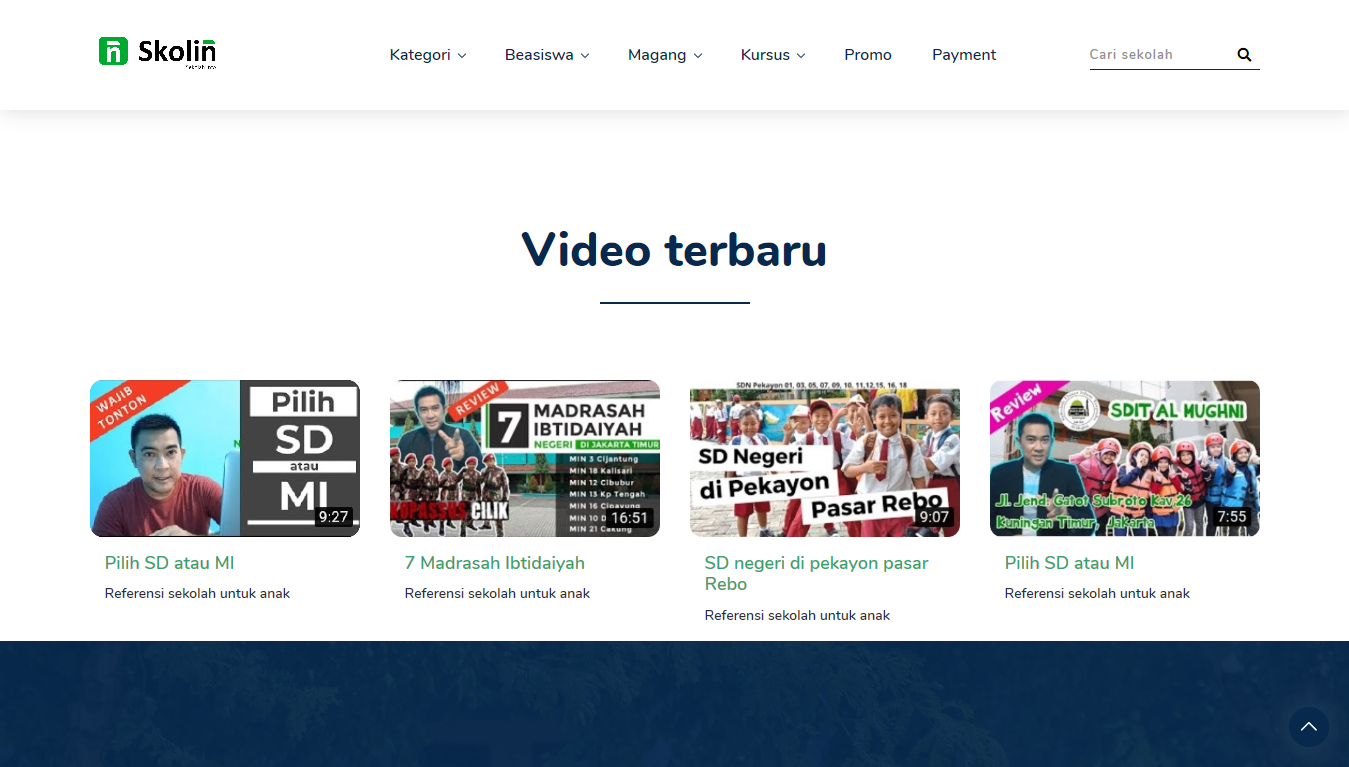 Skolin
Kategori
Beasiswa
Magang
Kursus
Promo
Payment
Cari sekolah
Video terbaru
WAJIB
TONTON
Pilih
SD
atau
MI
9:27
Pilih SD atau MI
Referensi sekolah untuk anak
REVIEW
7
MADRASAH
IBTIDAIYAH
NEGERI DI JAKARTA TIMUR
MIN 3 Cijantung
MIN 18 Kalisari
MIN 12 Cibubur
MIN 13 Kp Tengah
MIN 16 Cipayung
MIN 10
MIN 21 Cakung
KOPASSUS CILIK
16:51
7 Madrasah Ibtidaiyah
Referensi sekolah untuk anak
SDN Pekayon 01, 03, 05, 07, 09, 10, 11,12,15, 16, 18
SD Negeri
di Pekayon
Pasar Rebo
9:07
SD negeri di pekayon pasar
Rebo
Referensi sekolah untuk anak
Review
SDIT AL MUGHNI
Jl. Jend. Gatot Subroto Kav 26
Kuningan Timur, Jakarta
7:55
Pilih SD atau MI
Referensi sekolah untuk anak